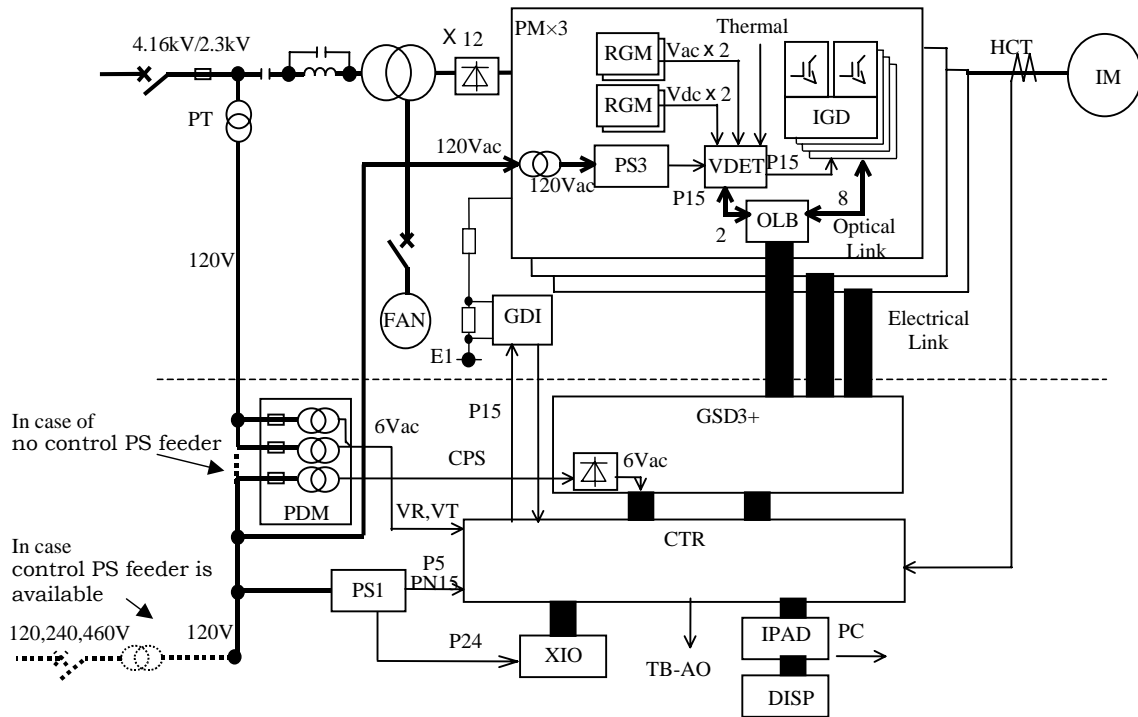 4.16kV/2.3kV
X 12
PM×3
RGM
Vac x 2
Thermal
RGM
Vdc x 2
IGD
HCT
IM
PT
120Vac
120Vac
PS3
VDET
P15
P15
8
2
OLB
Optical
Link
120V
FAN
GDI
E1
Electrical
Link
P15
GSD3+
In case of
no control PS feeder
6Vac
CPS
6Vac
PDM
VR,VT
CTR
In case
control PS feeder is
available
P5
PN15
PS1
120,240,460V
120V
P24
XIO
TB-AO
IPAD
PC
DISP